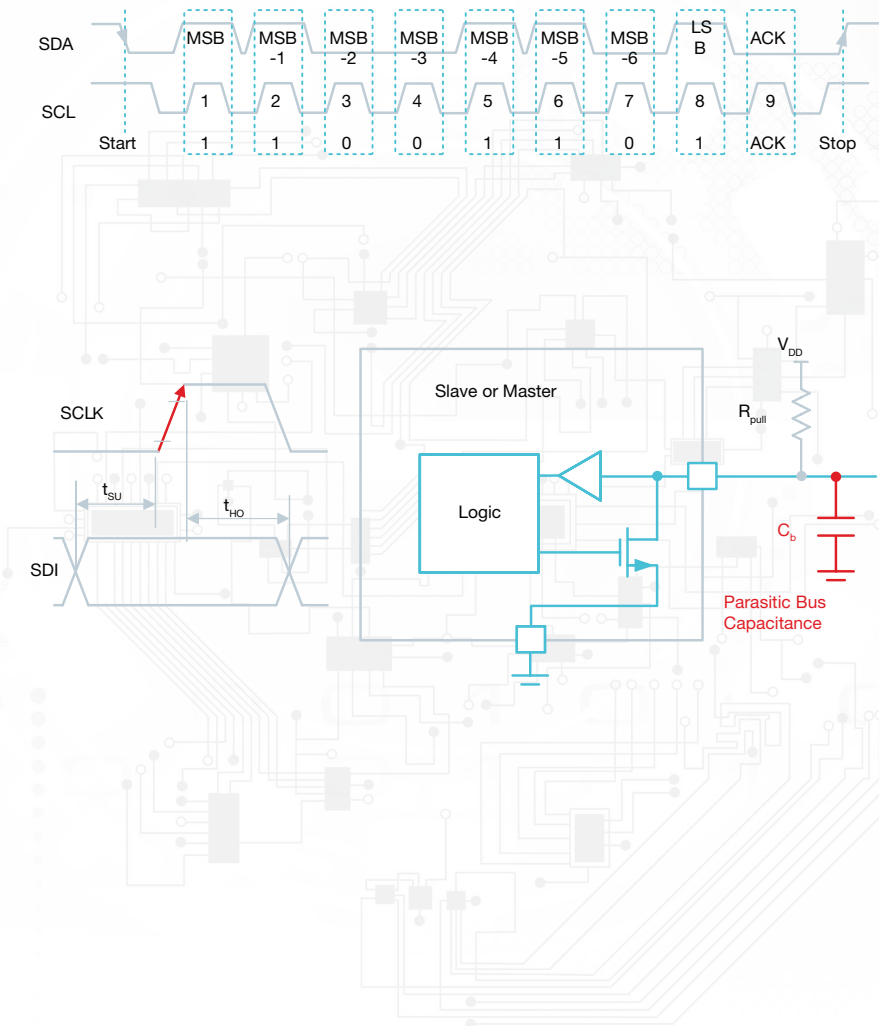 SDA MSB MSB MSB MSB MSB MSB MSB LS ACK
-1 -2 -3 -4 -5 -6 B
SCL 1 2 3 4 5 6 7 8 9
Start 1 1 0 0 1 1 0 1 ACK Stop
SCLK
tSU
tHO
SDI
Slave or Master
Logic
VDD
Rpull
Cb
Parasitic Bus
Capacitance